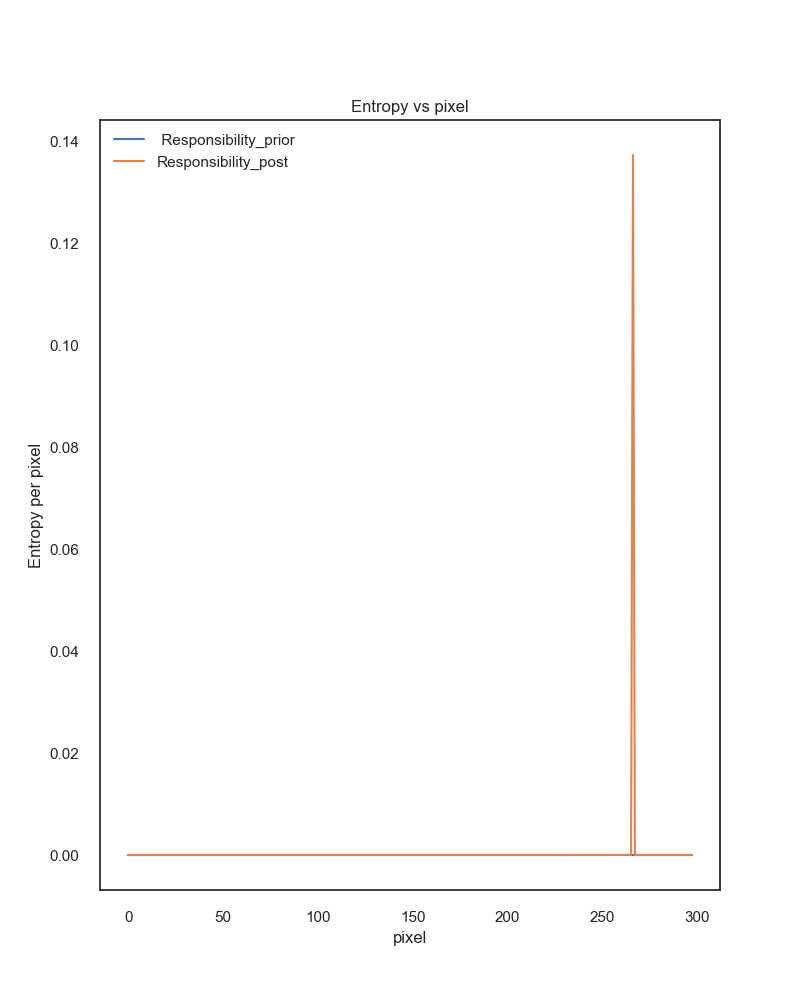 Entropy vs pixel
Responsibility_prior
Responsibility_post
0.14
0.12
0.10
0.08
0.06
0.04
0.02
0.00
Entropy per pixel
0 50 100 150 200 250 300
pixel